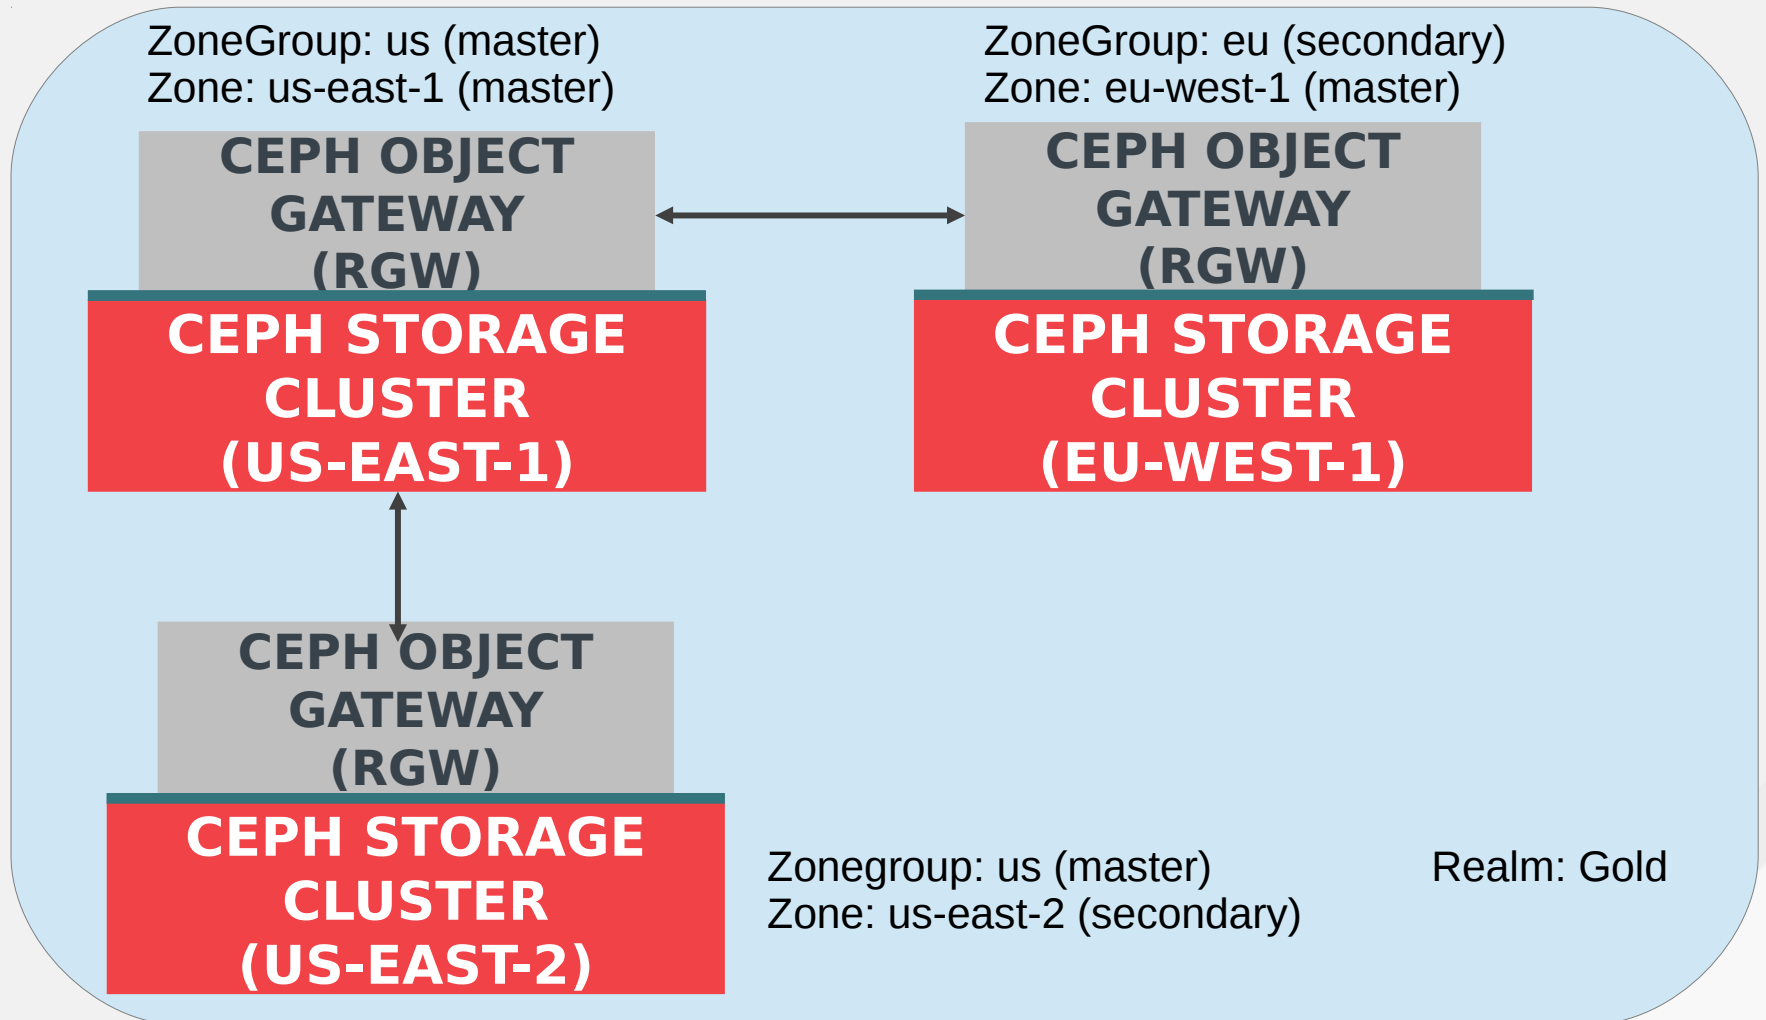 ZoneGroup: us (master)
Zone: us-east-1 (master)
CEPH OBJECT
GATEWAY
(RGW)
CEPH STORAGE
CLUSTER
(US-EAST-1)
ZoneGroup: eu (secondary)
Zone: eu-west-1 (master)
CEPH OBJECT
GATEWAY
(RGW)
CEPH STORAGE
CLUSTER
(EU-WEST-1)
CEPH OBJECT
GATEWAY
(RGW)
CEPH STORAGE
CLUSTER
(US-EAST-2)
Zonegroup: us (master)
Zone: us-east-2 (secondary)
Realm: Gold